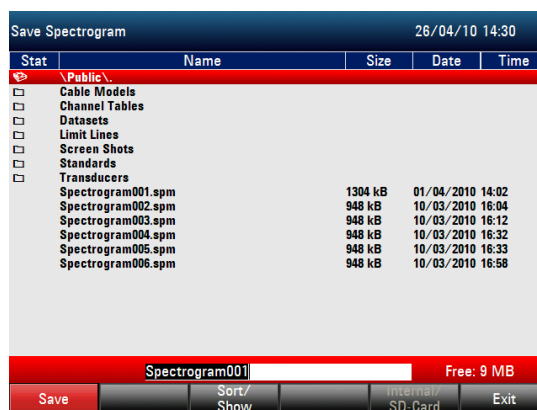 Save Spectrogram 26/04/10 14:30
Stat Name Size Date Time
\Public\.
Cable Models
Channel Tables
Datasets
Limit Lines
Screen Shots
Standards
Transducers
Spectrogram001.spm 1304 kB 01/04/2010 14:02
Spectrogram002.spm 948 kB 10/03/2010 16:04
Spectrogram003.spm 948 kB 10/03/2010 16:12
Spectrogram004.spm 948 kB 10/03/2010 16:32
Spectrogram005.spm 948 kB 10/03/2010 16:33
Spectrogram006.spm 948 kB 10/03/2010 16:58
Spectrogram001 Free: 9 MB
Save Sort/ Show Internal/ SD-Card Exit